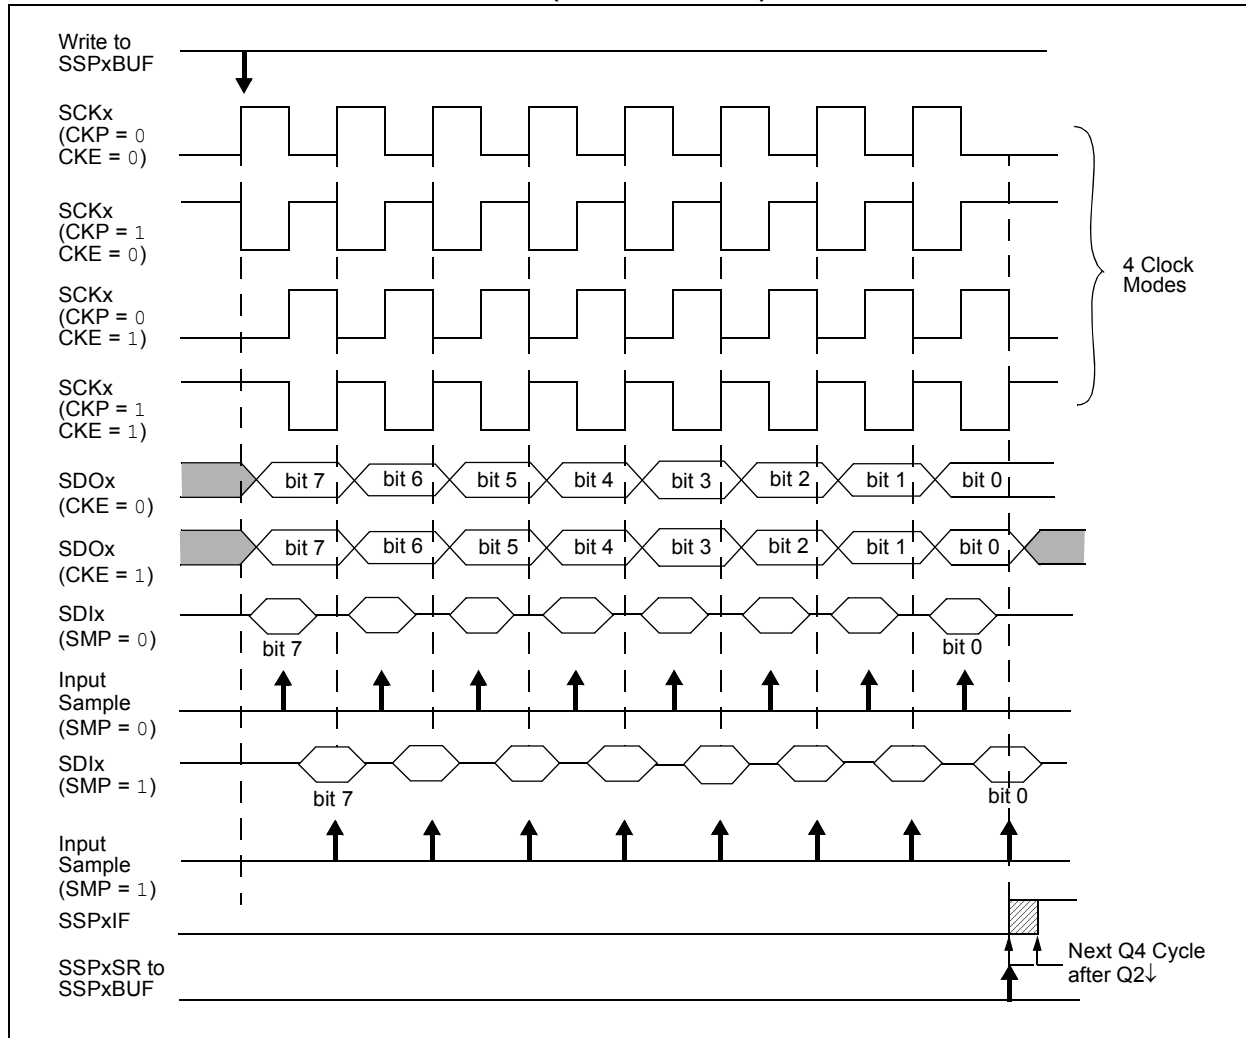 Write to
SSPxBUF
SCKx
(CKP = 0
CKE = 0)
SCKx
(CKP = 1
CKE = 0)
SCKx
(CKP = 0
CKE = 1)
SCKx
(CKP = 1
CKE = 1)
4 Clock
Modes
SDOx
(CKE = 0)
bit 7 bit 6 bit 5 bit 4 bit 3 bit 2 bit 1 bit 0
SDOx
(CKE = 1)
bit 7 bit 6 bit 5 bit 4 bit 3 bit 2 bit 1 bit 0
SDIx
(SMP = 0)
bit 7 bit 0
Input
Sample
(SMP = 0)
SDIx
(SMP = 1)
bit 7 bit 0
Input
Sample
(SMP = 1)
SSPxIF
SSPxSR to
SSPxBUF
Next Q4 Cycle
after Q2↓